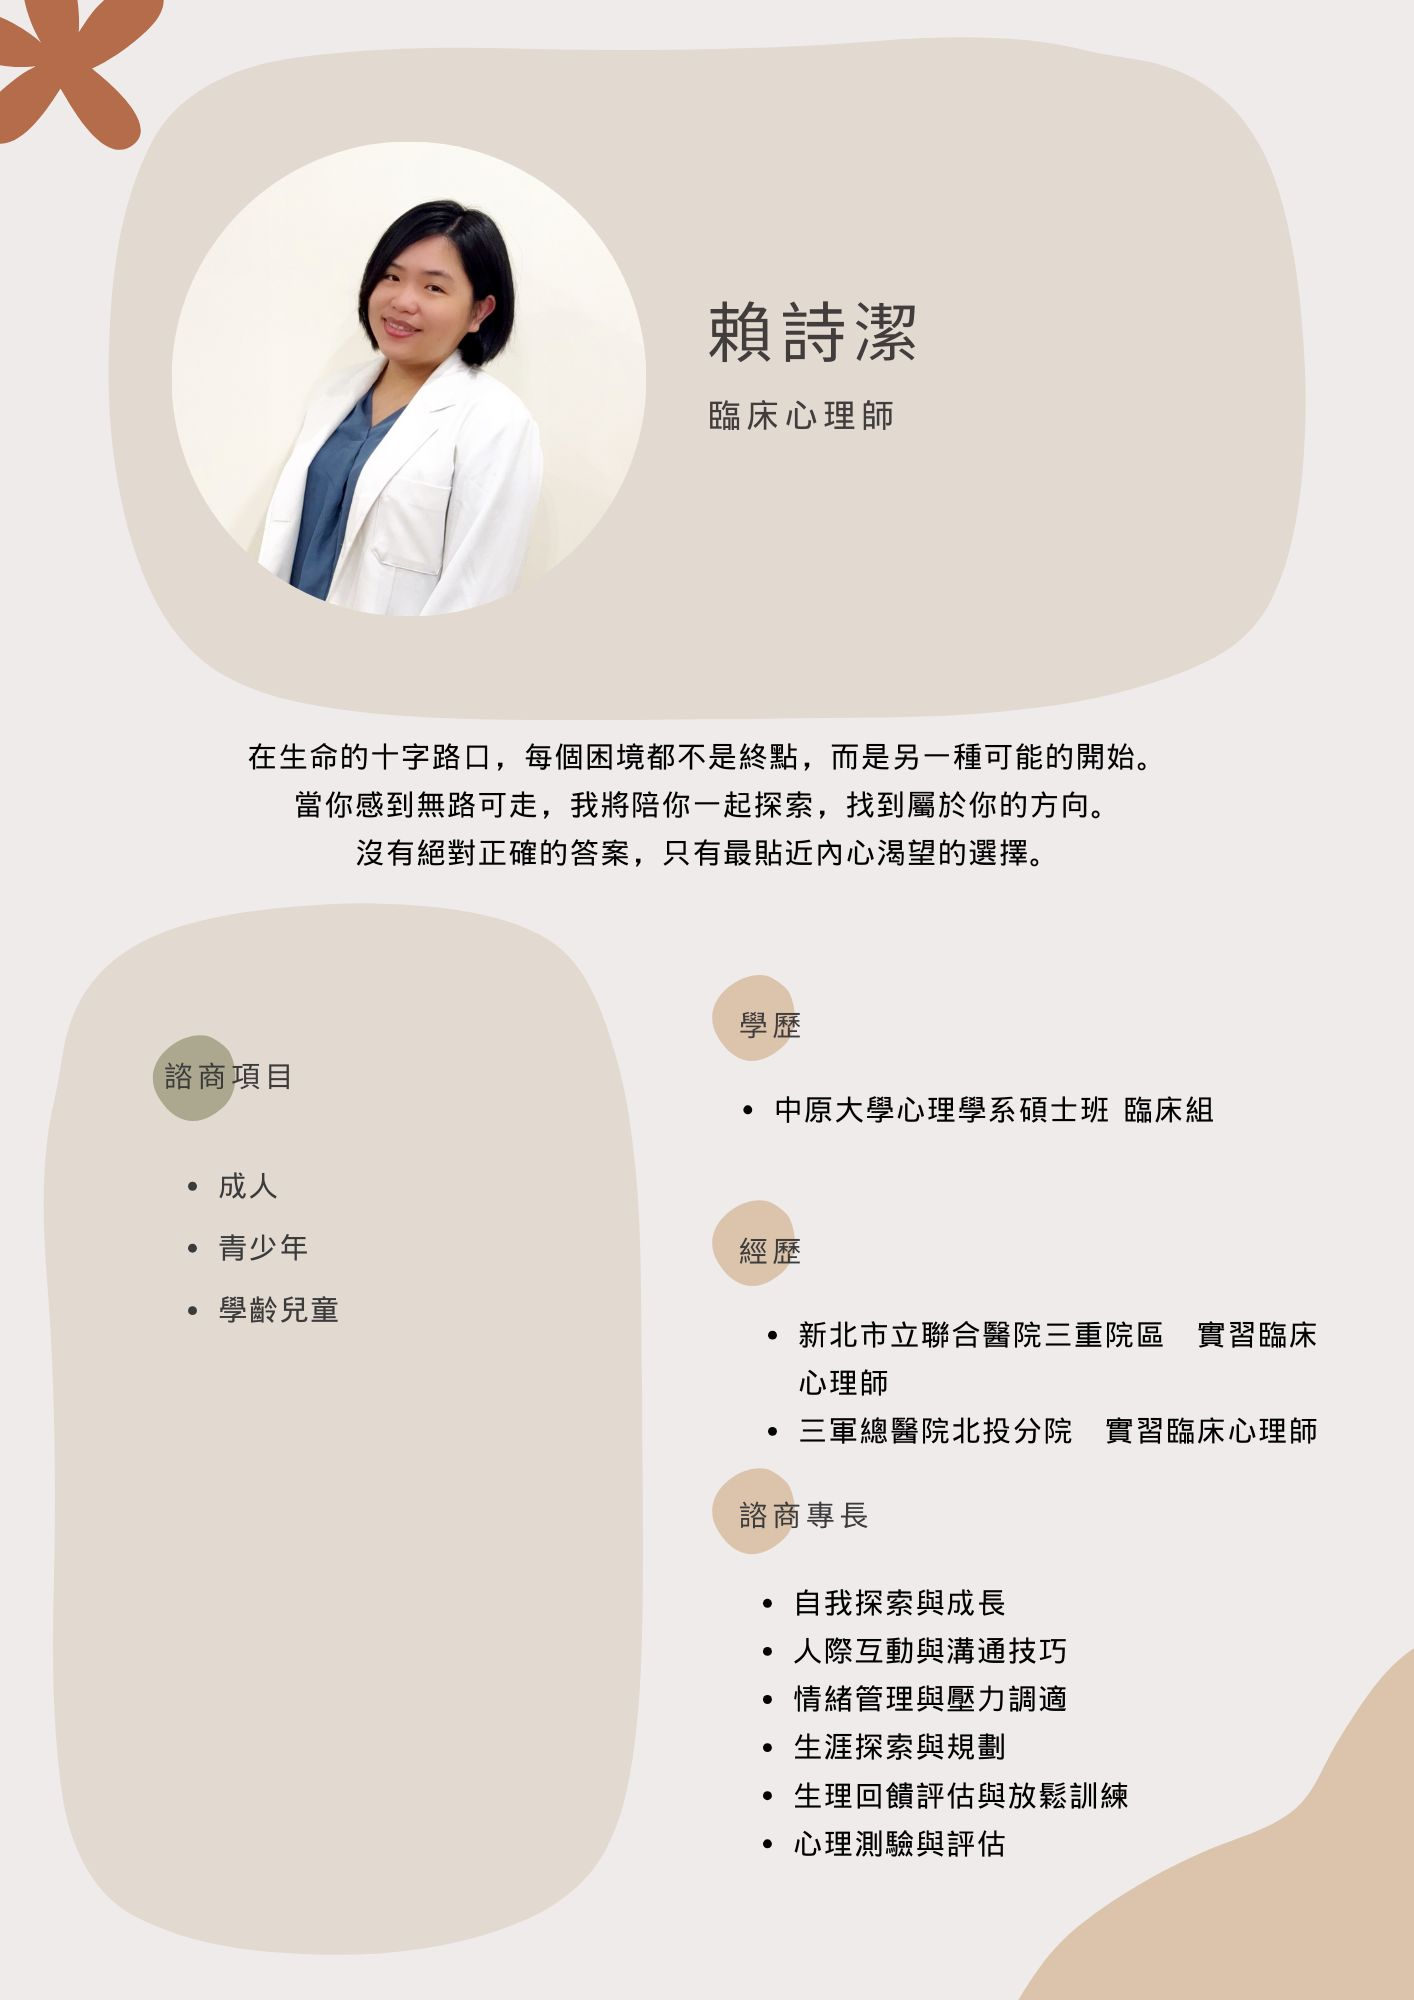 賴詩潔
臨床心理師
在生命的十字路口，每個困境都不是終點，而是另一種可能的開始。
當你感到無路可走，我將陪你一起探索，找到屬於你的方向。
沒有絕對正確的答案，只有最貼近內心渴望的選擇。
諮商項目
• 成人
• 青少年
• 學齡兒童
學歷
• 中原大學心理學系碩士班 臨床組
經歷
• 新北市立聯合醫院三重院區　實習臨床
心理師
• 三軍總醫院北投分院　實習臨床心理師
諮商專長
• 自我探索與成長
• 人際互動與溝通技巧
• 情緒管理與壓力調適
• 生涯探索與規劃
• 生理回饋評估與放鬆訓練
• 心理測驗與評估